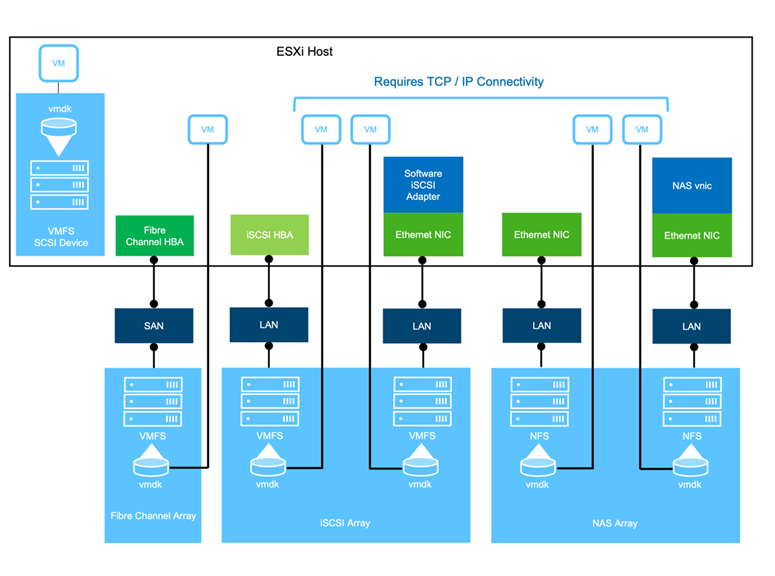 ESXi Host
VM
Requires TCP / IP Connectivity
vmdk
VM
VM
VM
VM
VM
VMFS
SCSI Device
Fibre
Channel HBA
iSCSI HBA
Software
iSCSI
Adapter
Ethernet NIC
Ethernet NIC
NAS vnic
Ethernet NIC
SAN
LAN
LAN
LAN
LAN
VMFS
VMFS
VMFS
NFS
NFS
vmdk
vmdk
vmdk
vmdk
vmdk
Fibre Channel Array
iSCSI Array
NAS Array